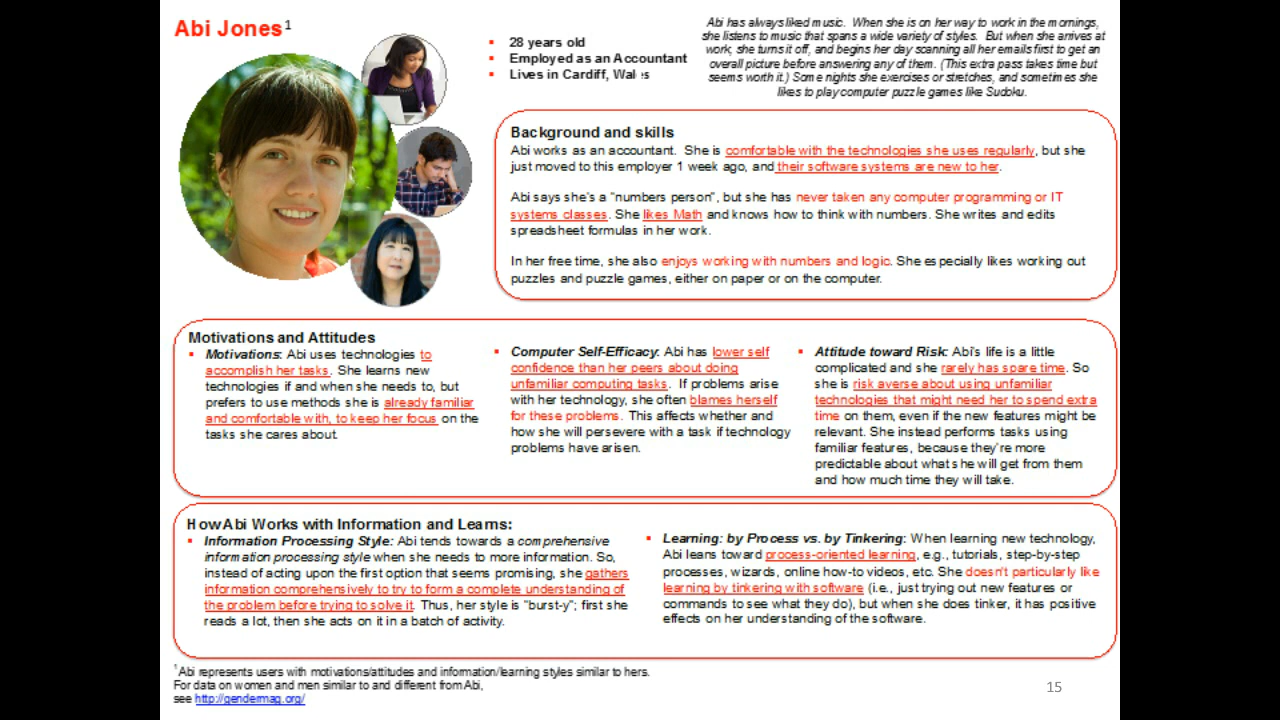 Abi Jones¹
▪ 28 years old
▪ Employed as an Accountant
▪ Lives in Cardiff, Wales
Abi has always liked music. When she is on her way to work in the mornings,
she listens to music that spans a wide variety of styles. But when she arrives at
work, she turns it off, and begins her day scanning all her emails first to get an
overall picture before answering any of them. (This extra pass takes time but
seems worth it.) Some nights she exercises or stretches, and sometimes she
likes to play computer puzzle games like Sudoku.
Background and skills
Abi works as an accountant. She is comfortable with the technologies she uses regularly, but she
just moved to this employer 1 week ago, and their software systems are new to her.
Abi says she's a "numbers person", but she has never taken any computer programming or IT
systems classes. She likes Math and knows how to think with numbers. She writes and edits
spreadsheet formulas in her work.
In her free time, she also enjoys working with numbers and logic. She especially likes working out
puzzles and puzzle games, either on paper or on the computer.
Motivations and Attitudes
▪ Motivations: Abi uses technologies to
accomplish her tasks. She learns new
technologies if and when she needs to, but
prefers to use methods she is already familiar
and comfortable with, to keep her focus on the
tasks she cares about.
▪ Computer Self-Efficacy: Abi has lower self
confidence than her peers about doing
unfamiliar computing tasks. If problems arise
with her technology, she often blames herself
for these problems. This affects whether and
how she will persevere with a task if technology
problems have arisen.
▪ Attitude toward Risk: Abi's life is a little
complicated and she rarely has spare time. So
she is risk averse about using unfamiliar
technologies that might need her to spend extra
time on them, even if the new features might be
relevant. She instead performs tasks using
familiar features, because they're more
predictable about what she will get from them
and how much time they will take.
How Abi Works with Information and Learns:
▪ Information Processing Style: Abi tends towards a comprehensive
information processing style when she needs to more information. So,
instead of acting upon the first option that seems promising, she gathers
information comprehensively to try to form a complete understanding of
the problem before trying to solve it. Thus, her style is "burst-y"; first she
reads a lot, then she acts on it in a batch of activity.
▪ Learning: by Process vs. by Tinkering: When learning new technology,
Abi leans toward process-oriented learning, e.g., tutorials, step-by-step
processes, wizards, online how-to videos, etc. She doesn't particularly like
learning by tinkering with software (i.e., just trying out new features or
commands to see what they do), but when she does tinker, it has positive
effects on her understanding of the software.
¹Abi represents users with motivations/attitudes and information/learning styles similar to hers.
For data on women and men similar to and different from Abi,
see http://gendermag.org/
15